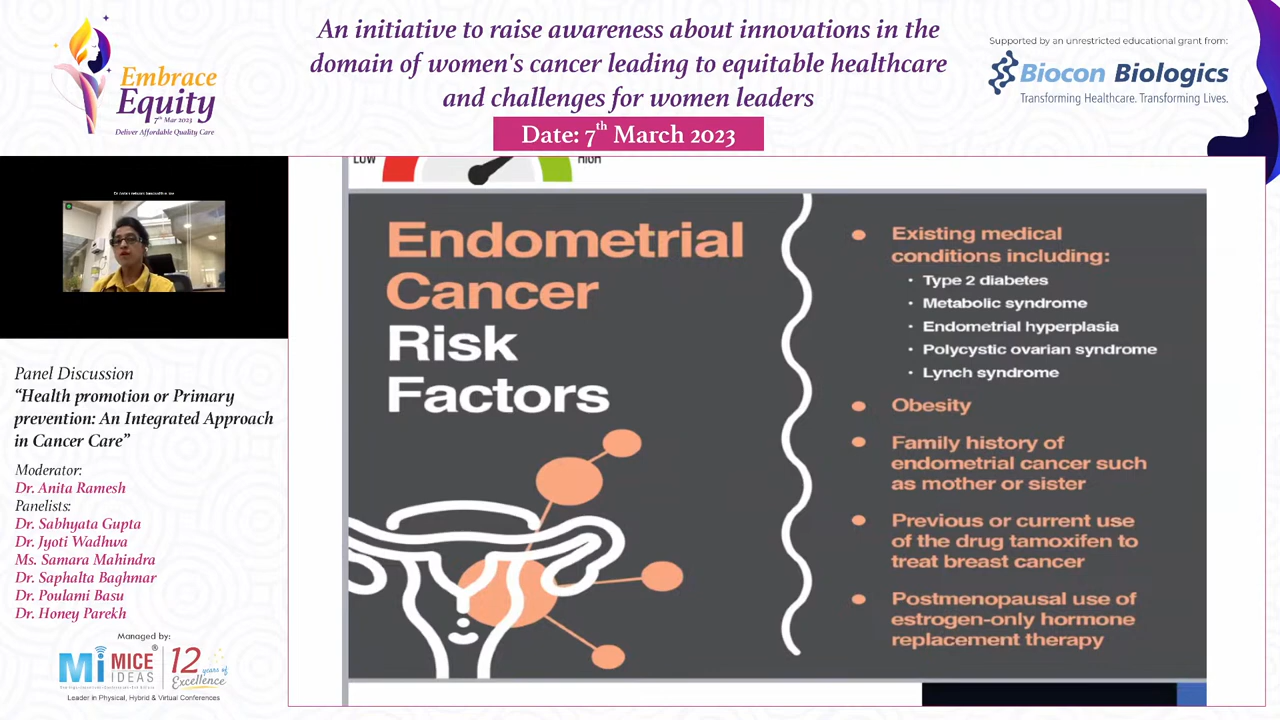 An initiative to raise awareness about innovations in the
domain of women's cancer leading to equitable healthcare
and challenges for women leaders
Date: 7th March 2023
Embrace
Equity
7th Mar 2023
Deliver Affordable Quality Care
Supported by an unrestricted educational grant from:
Biocon Biologics
Transforming Healthcare. Transforming Lives.
Panel Discussion
“Health promotion or Primary
prevention: An Integrated Approach
in Cancer Care”
Moderator:
Dr. Anita Ramesh
Panelists:
Dr. Sabhyata Gupta
Dr. Jyoti Wadhwa
Ms. Samara Mahindra
Dr. Saphalta Baghmar
Dr. Poulami Basu
Dr. Honey Parekh
Managed by:
Mi MICE IDEAS®
12 years of Excellence
Leader in Physical, Hybrid & Virtual Conferences
LOW
HIGH
Endometrial
Cancer
Risk
Factors
• Existing medical
conditions including:
• Type 2 diabetes
• Metabolic syndrome
• Endometrial hyperplasia
• Polycystic ovarian syndrome
• Lynch syndrome
• Obesity
• Family history of
endometrial cancer such
as mother or sister
• Previous or current use
of the drug tamoxifen to
treat breast cancer
• Postmenopausal use of
estrogen-only hormone
replacement therapy